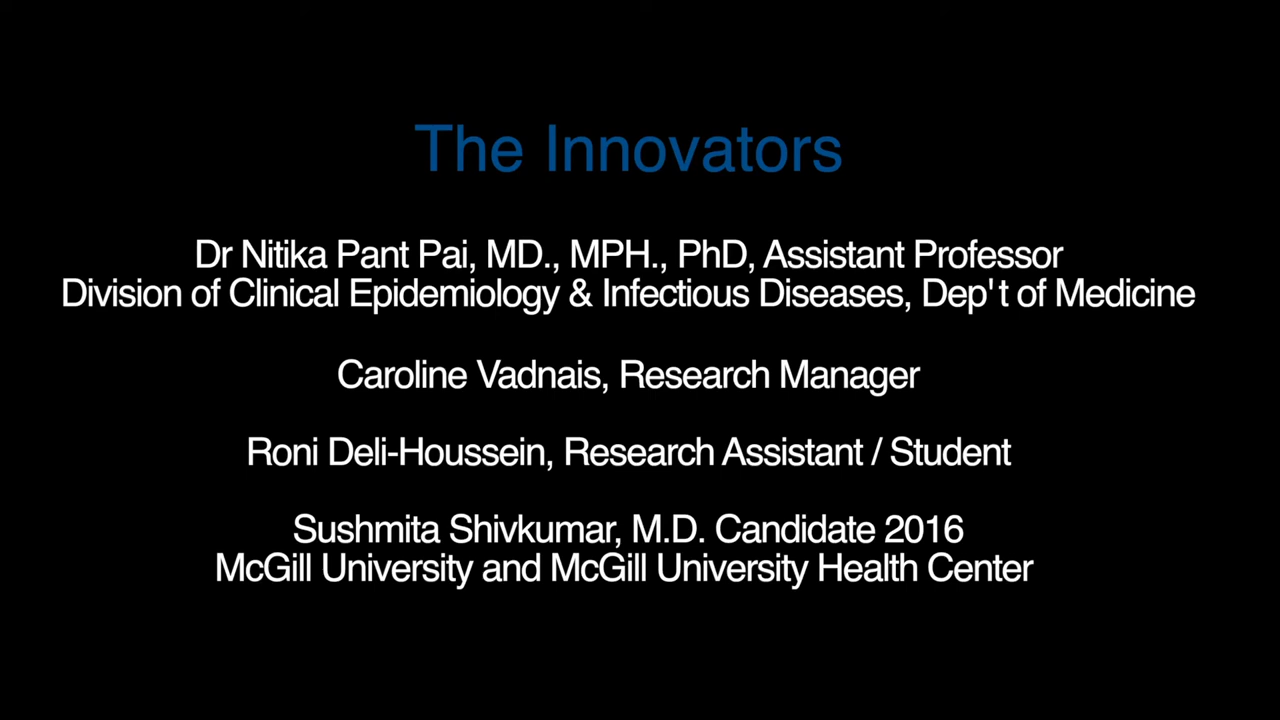 The Innovators
Dr Nitika Pant Pai, MD., MPH., PhD, Assistant Professor
Division of Clinical Epidemiology & Infectious Diseases, Dep't of Medicine
Caroline Vadnais, Research Manager
Roni Deli-Houssein, Research Assistant / Student
Sushmita Shivkumar, M.D. Candidate 2016
McGill University and McGill University Health Center